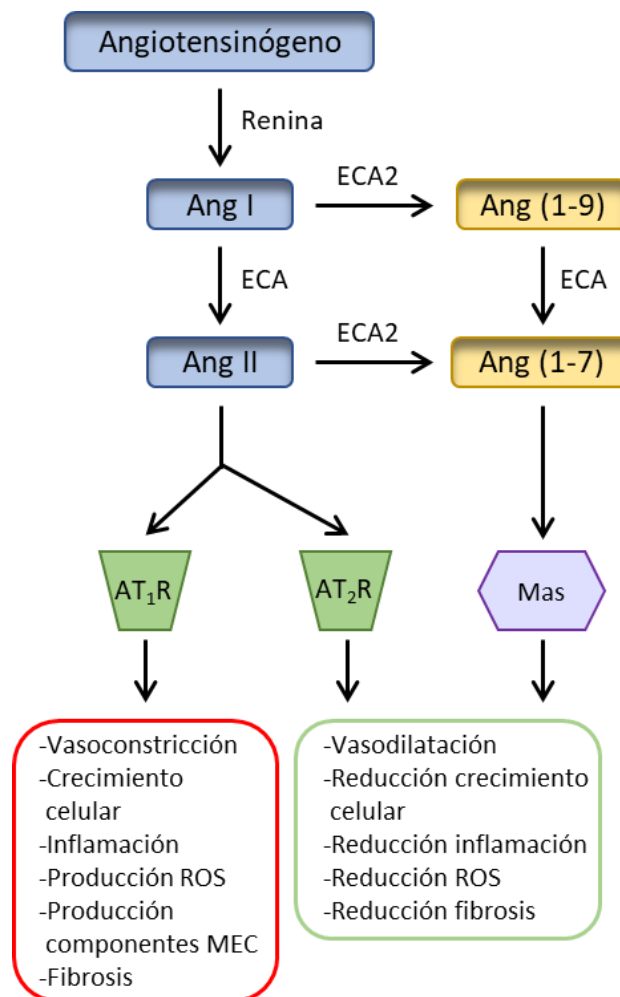 Angiotensinógeno
Renina
ECA2
Ang I
Ang (1-9)
ECA
ECA
ECA2
Ang II
Ang (1-7)
AT₁R
AT₂R
Mas
-Vasoconstricción
-Crecimiento
celular
-Inflamación
-Producción ROS
-Producción
componentes MEC
-Fibrosis
-Vasodilatación
-Reducción crecimiento
celular
-Reducción inflamación
-Reducción ROS
-Reducción fibrosis